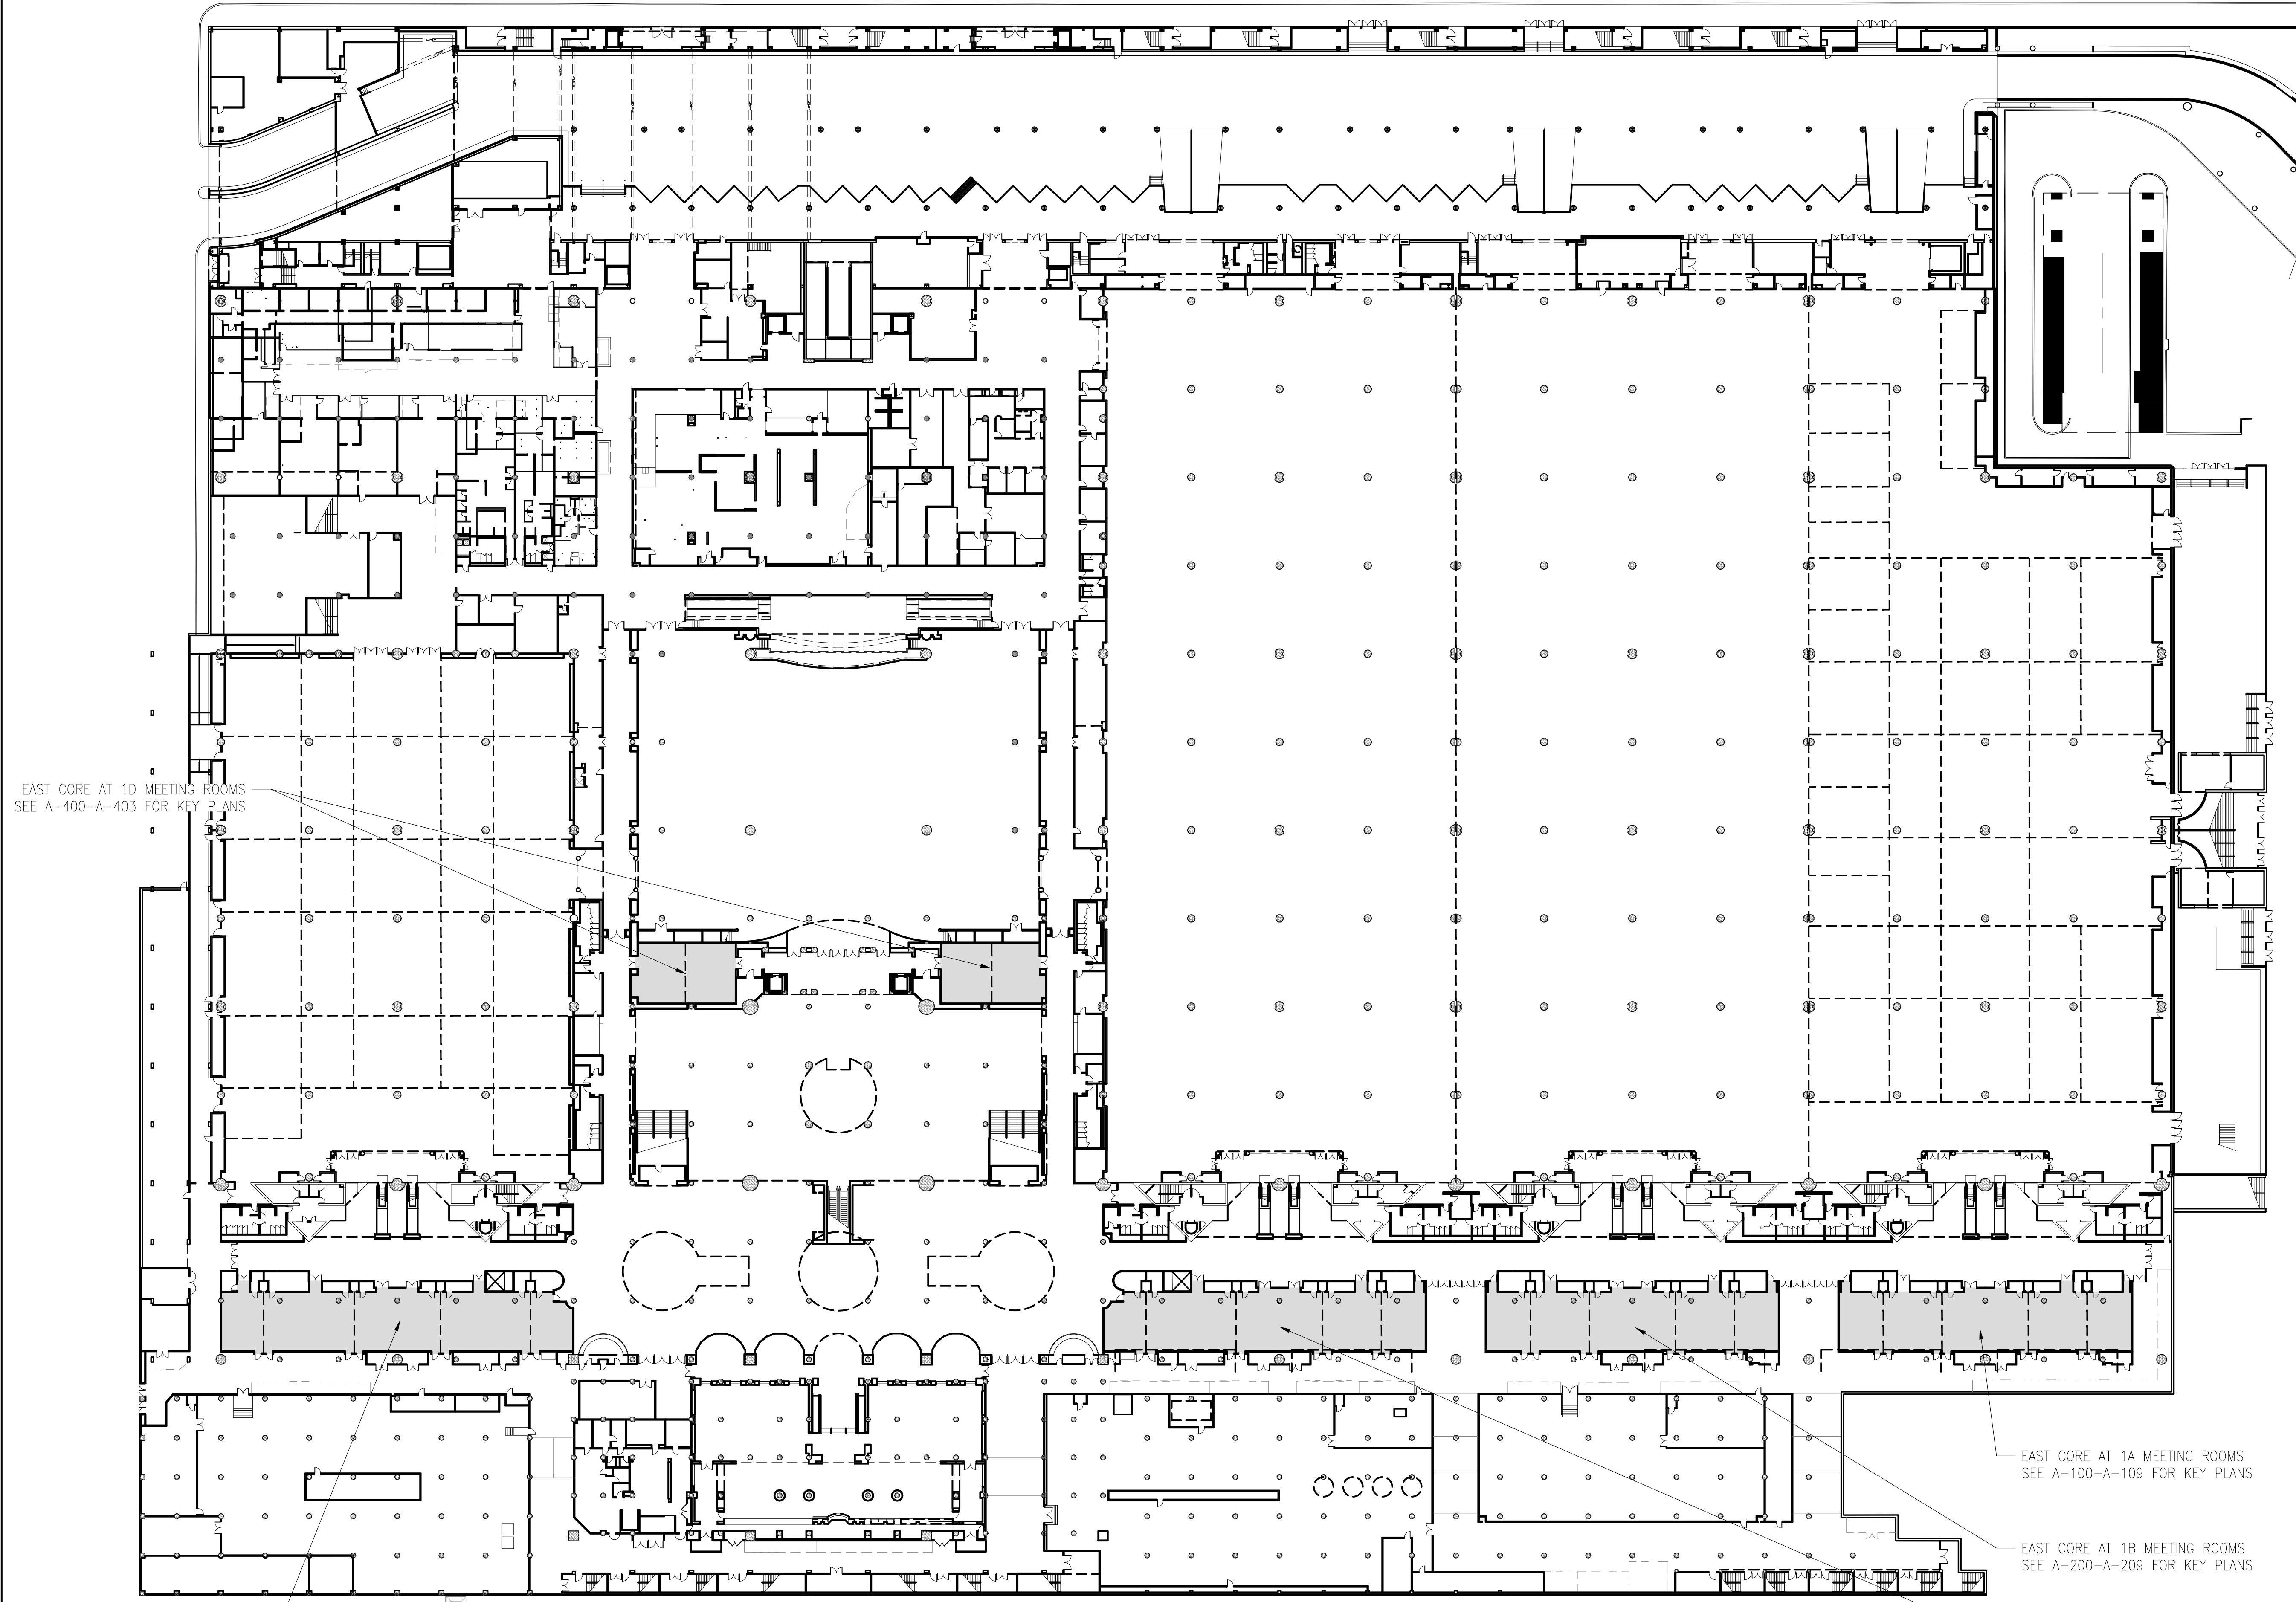 EAST CORE AT 1D MEETING ROOMS
SEE A-400-A-403 FOR KEY PLANS
EAST CORE AT 1A MEETING ROOMS
SEE A-100-A-109 FOR KEY PLANS
EAST CORE AT 1B MEETING ROOMS
SEE A-200-A-209 FOR KEY PLANS